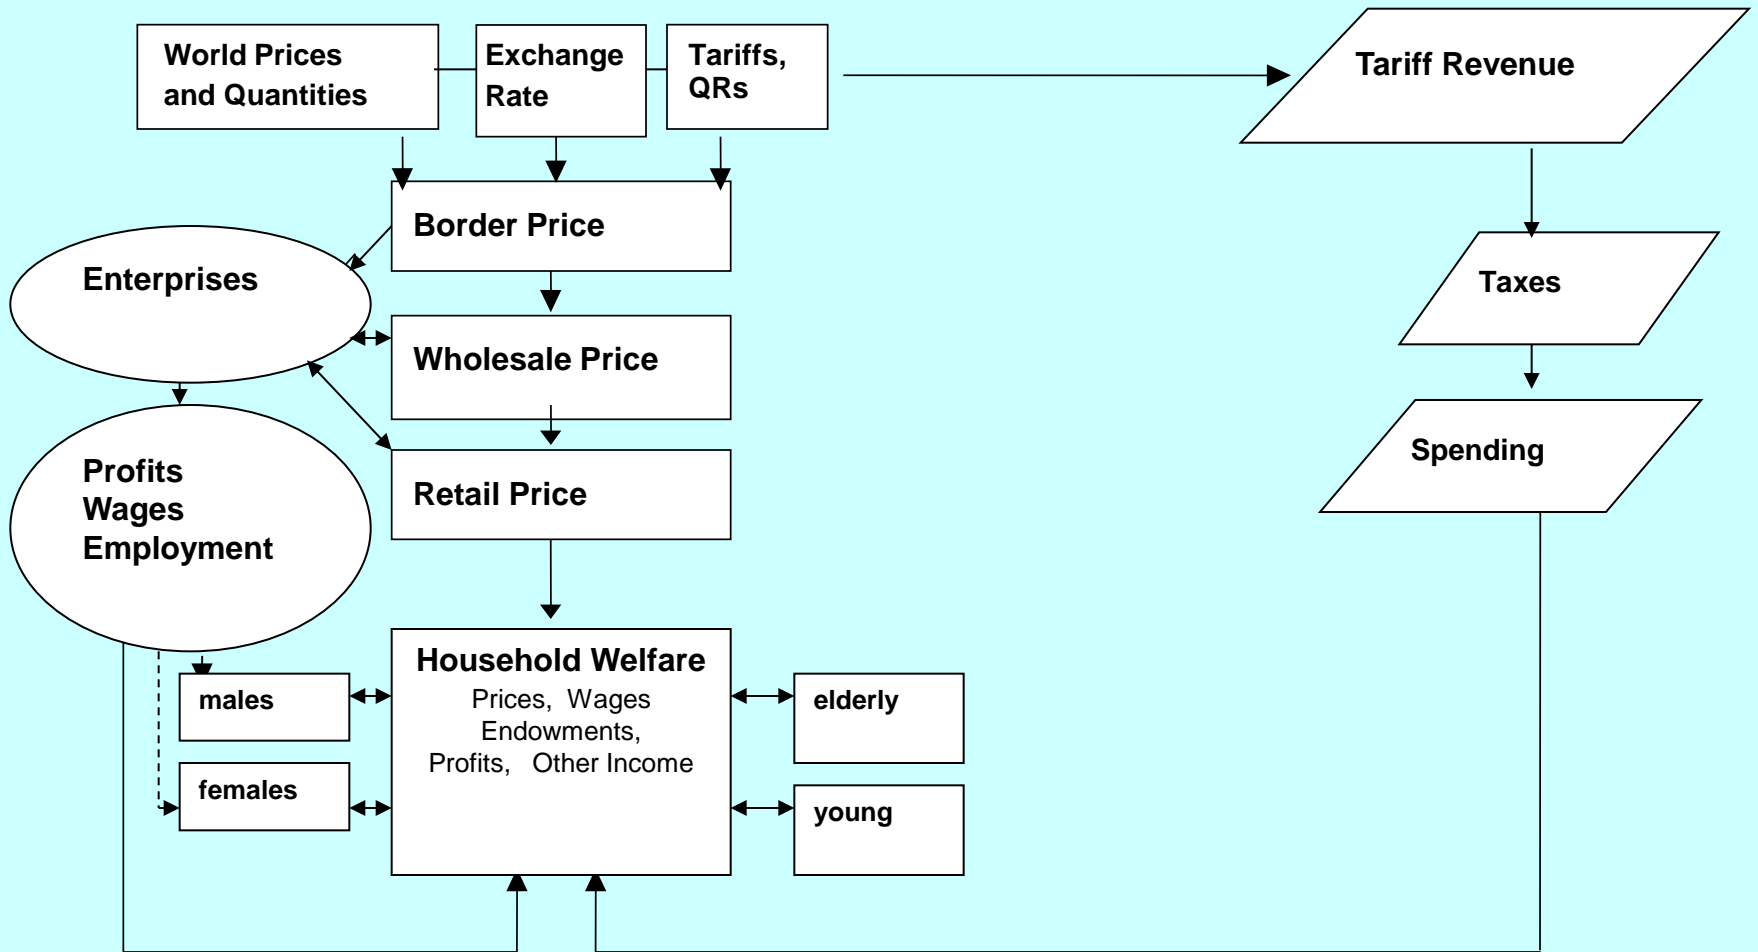 World Prices
and Quantities
Exchange
Rate
Tariffs,
QRs
Tariff Revenue
Border Price
Enterprises
Taxes
Wholesale Price
Profits
Wages
Employment
Retail Price
Spending
Household Welfare
Prices, Wages
Endowments,
Profits, Other Income
males
females
elderly
young